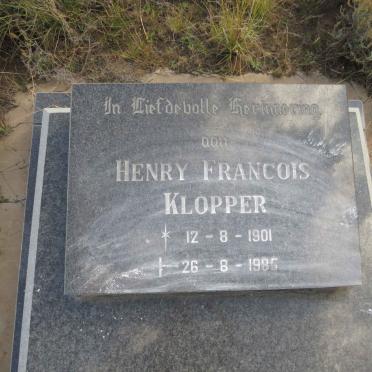 In Liefdevolle Herinnering
aan
HENRY FRANCOIS
KLOPPER
* 12 - 8 - 1901
† 26 - 8 - 1985